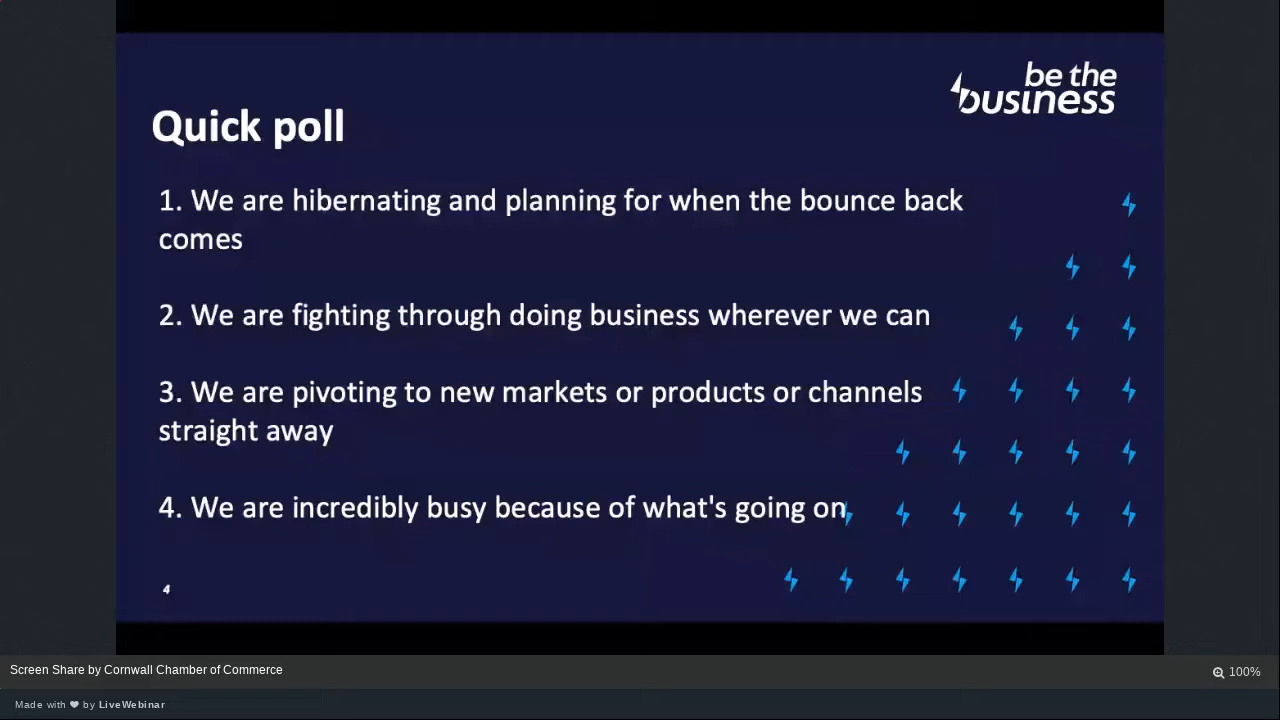 be the
business
Quick poll
1. We are hibernating and planning for when the bounce back
comes
2. We are fighting through doing business wherever we can
3. We are pivoting to new markets or products or channels
straight away
4. We are incredibly busy because of what's going on
4
Screen Share by Cornwall Chamber of Commerce
100%
Made with ❤ by LiveWebinar